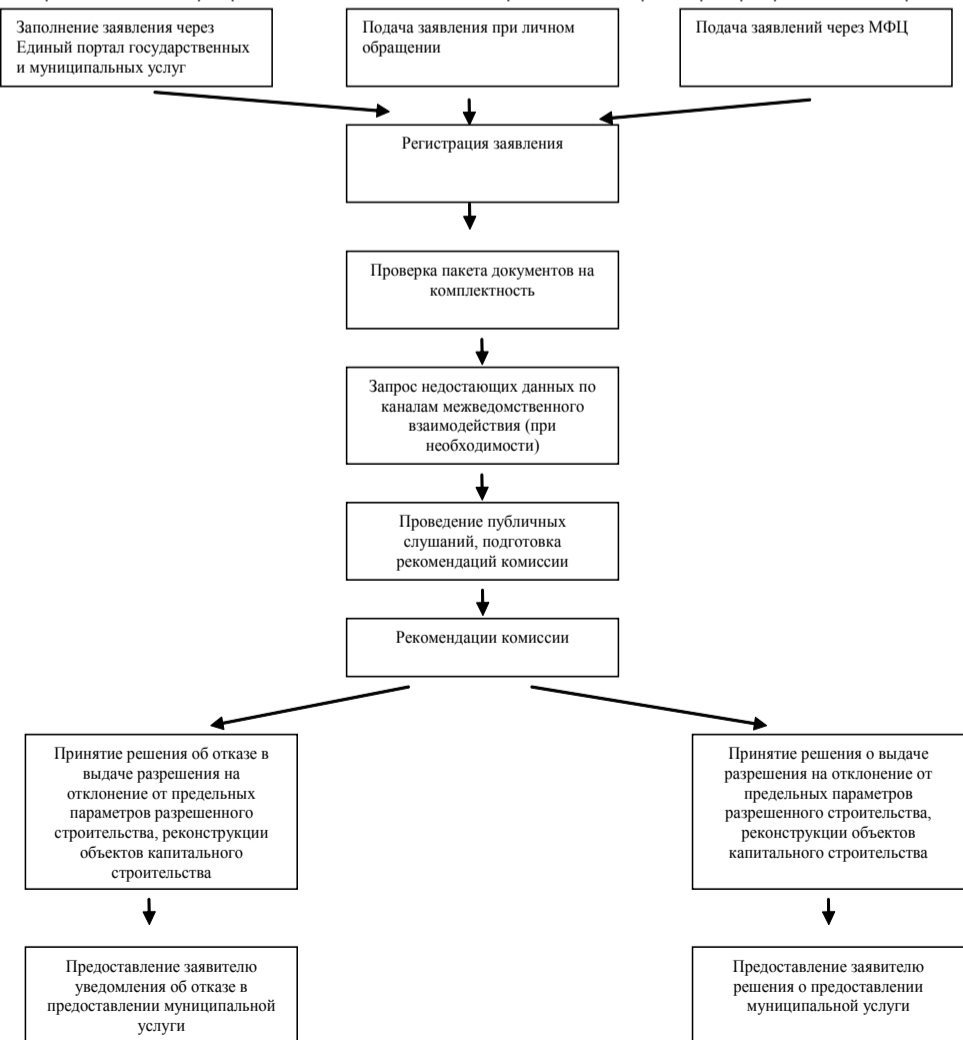 Заполнение заявления через
Единый портал государственных
и муниципальных услуг
Подача заявления при личном
обращении
Подача заявлений через МФЦ
Регистрация заявления
Проверка пакета документов на
комплектность
Запрос недостающих данных по
каналам межведомственного
взаимодействия (при
необходимости)
Проведение публичных
слушаний, подготовка
рекомендаций комиссии
Рекомендации комиссии
Принятие решения об отказе в
выдаче разрешения на
отклонение от предельных
параметров разрешенного
строительства, реконструкции
объектов капитального
строительства
Принятие решения о выдаче
разрешения на отклонение от
предельных параметров
разрешенного строительства,
реконструкции объектов
капитального строительства
Предоставление заявителю
уведомления об отказе в
предоставлении муниципальной
услуги
Предоставление заявителю
решения о предоставлении
муниципальной услуги